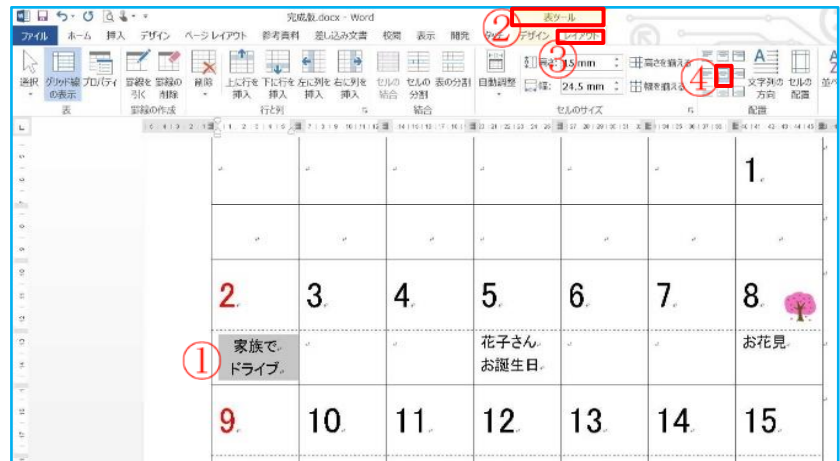 完成版.docx - Word
② 表ツール
ファイル ホーム 挿入 デザイン ページ レイアウト 参考資料 差し込み文書 校閲 表示 開発 デザイン レイアウト
③ ④
選択 グリッド線の表示 プロパティ 罫線を引く 罫線の削除 削除 上に行を挿入 下に行を挿入 左に列を挿入 右に列を挿入 セルの結合 セルの分割 表の分割 自動調整 高さ: 15 mm 高さを揃える 文字列の方向 セルの配置
幅: 24.5 mm 幅を揃える
表 罫線の作成 行と列 結合 セルのサイズ 配置
1
2 3 4 5 6 7 8
① 家族で
ドライブ
花子さん
お誕生日
お花見
9 10 11 12 13 14 15